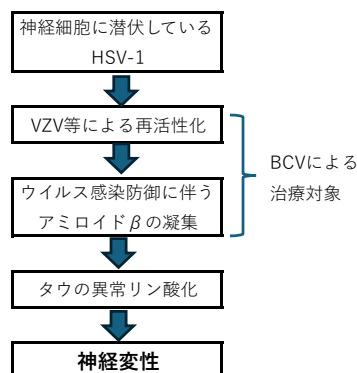 神経細胞に潜伏している
HSV-1
VZV等による再活性化
ウイルス感染防御に伴う
アミロイドβの凝集
BCVによる
治療対象
タウの異常リン酸化
神経変性